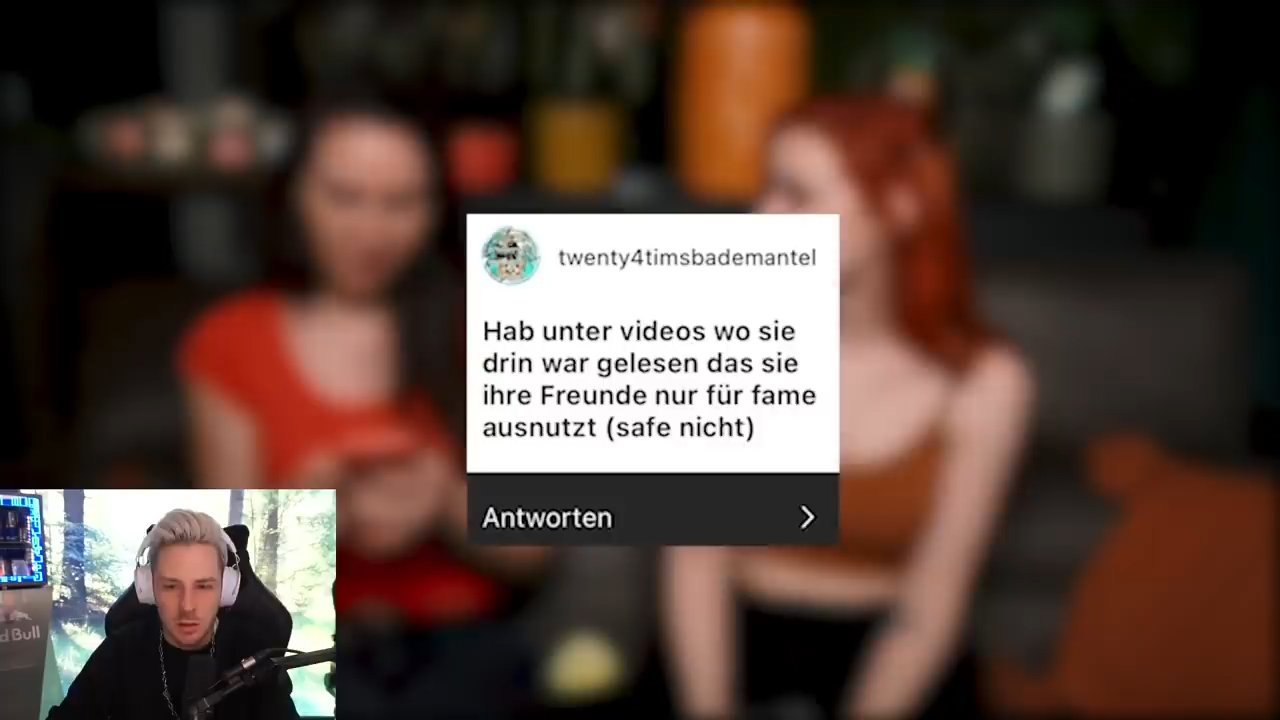 twenty4timsbademantel
Hab unter videos wo sie
drin war gelesen das sie
ihre Freunde nur für fame
ausnutzt (safe nicht)
Antworten
d Bull